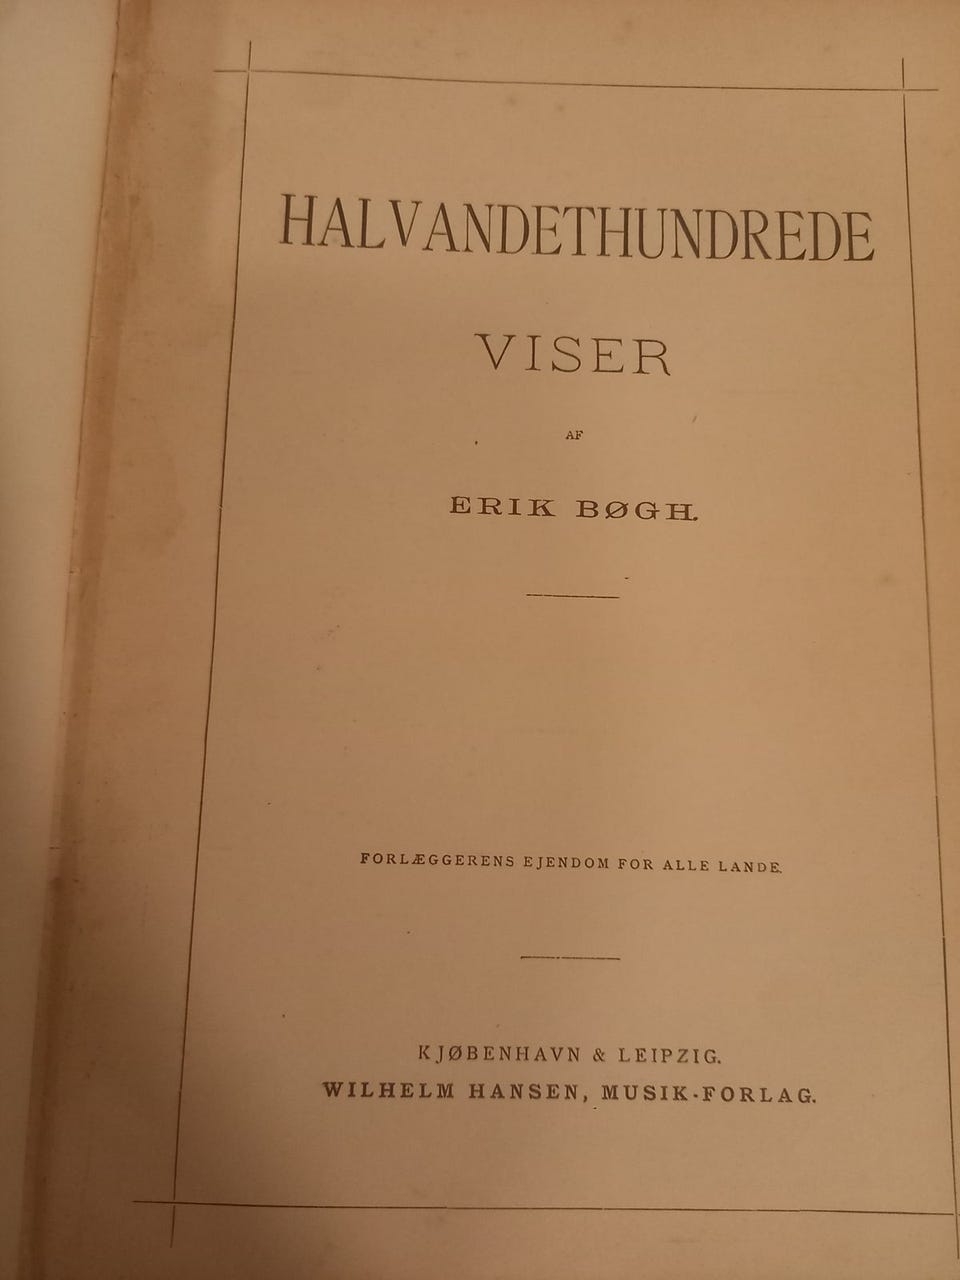 HALVANDETHUNDREDE
VISER
AF
ERIK BØGH.
FORLÆGGERENS EJENDOM FOR ALLE LANDE.
KJØBENHAVN & LEIPZIG.
WILHELM HANSEN, MUSIK-FORLAG.